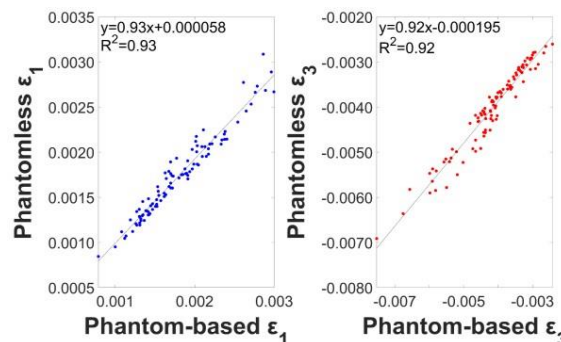 y=0.93x+0.000058
R²=0.93
0.0035
0.0030
0.0025
0.0020
0.0015
0.0010
0.0005
0.001
0.002
0.003
Phantomless ε₁
Phantom-based ε₁
y=0.92x-0.000195
R²=0.92
-0.0020
-0.0030
-0.0040
-0.0050
-0.0060
-0.0070
-0.0080
-0.007
-0.005
-0.003
Phantomless ε₃
Phantom-based ε₃